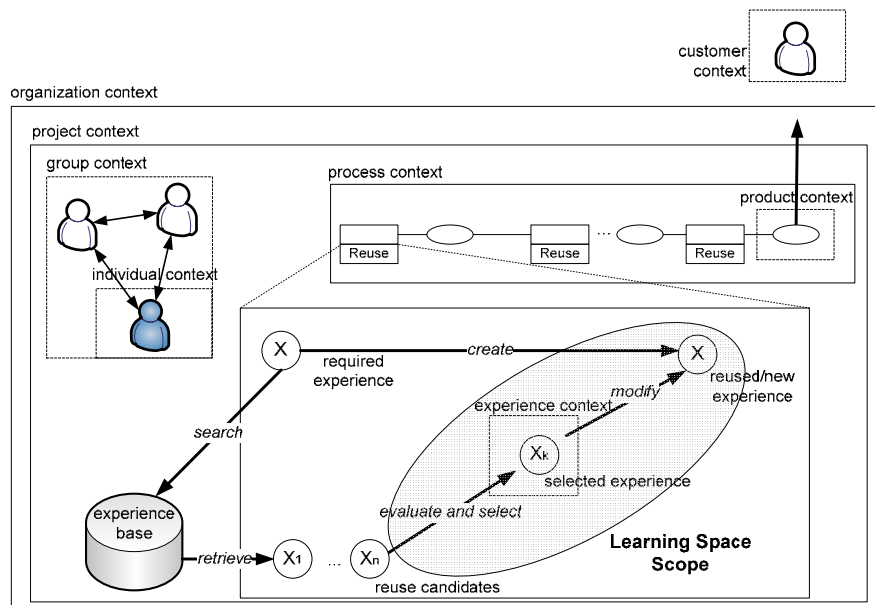 customer
context
organization context
project context
group context
process context
product context
Reuse
...
Reuse
Reuse
individual context
X
required
experience
create
X
reused/new
experience
modify
experience context
search
Xk
selected experience
experience
base
evaluate and select
retrieve
X1
...
Xn
reuse candidates
Learning Space
Scope